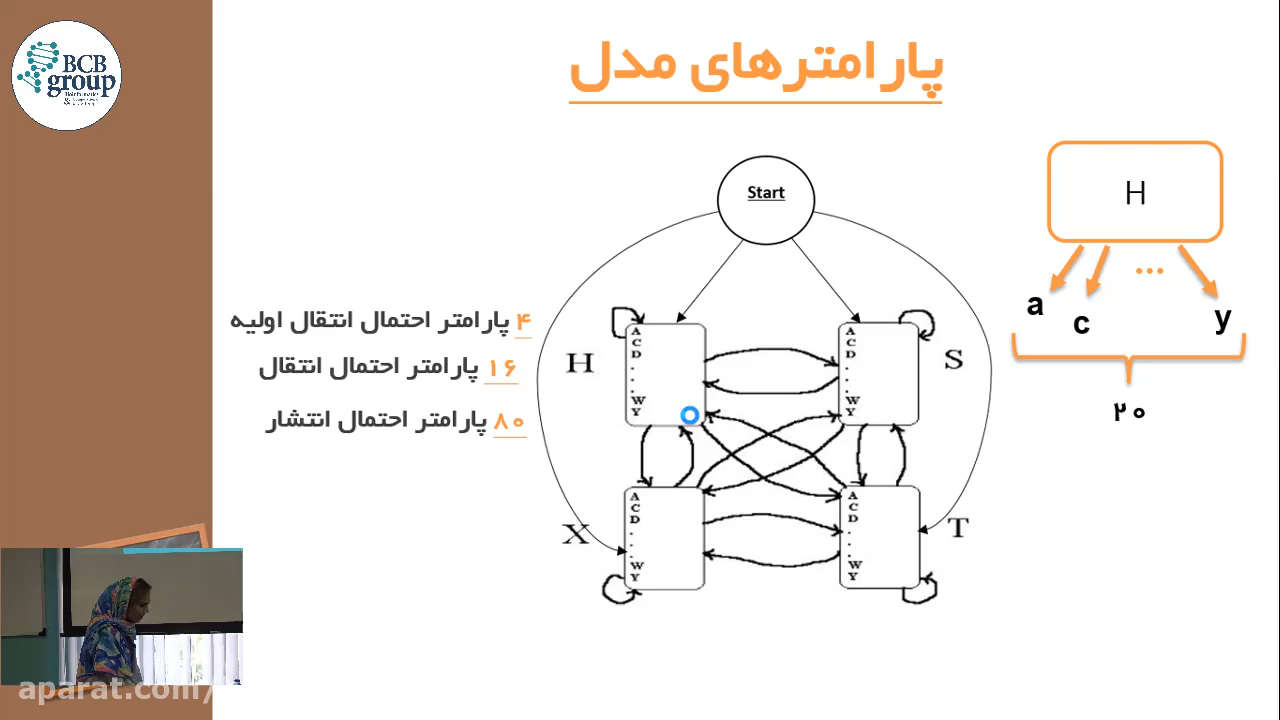 BCB
group
Bioinformatics
پارامترهای مدل
Start
H
...
a
c
y
۲۰
۴ پارامتر احتمال انتقال اولیه
۱۶ پارامتر احتمال انتقال
۸۰ پارامتر احتمال انتشار
H
A
C
D
.
.
.
W
Y
S
A
C
D
.
.
.
W
Y
X
A
C
D
.
.
.W
Y
T
A
C
D
.
.
.W
Y
aparat.com/